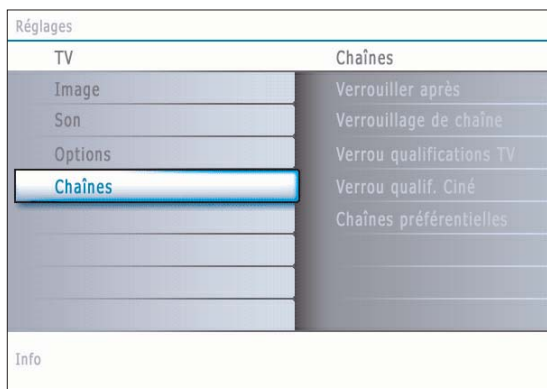 Réglages
TV
Chaînes
Image
Verrouiller après
Son
Verrouillage de chaîne
Options
Verrou qualifications TV
Chaînes
Verrou qualif. Ciné
Chaînes préférentielles
Info